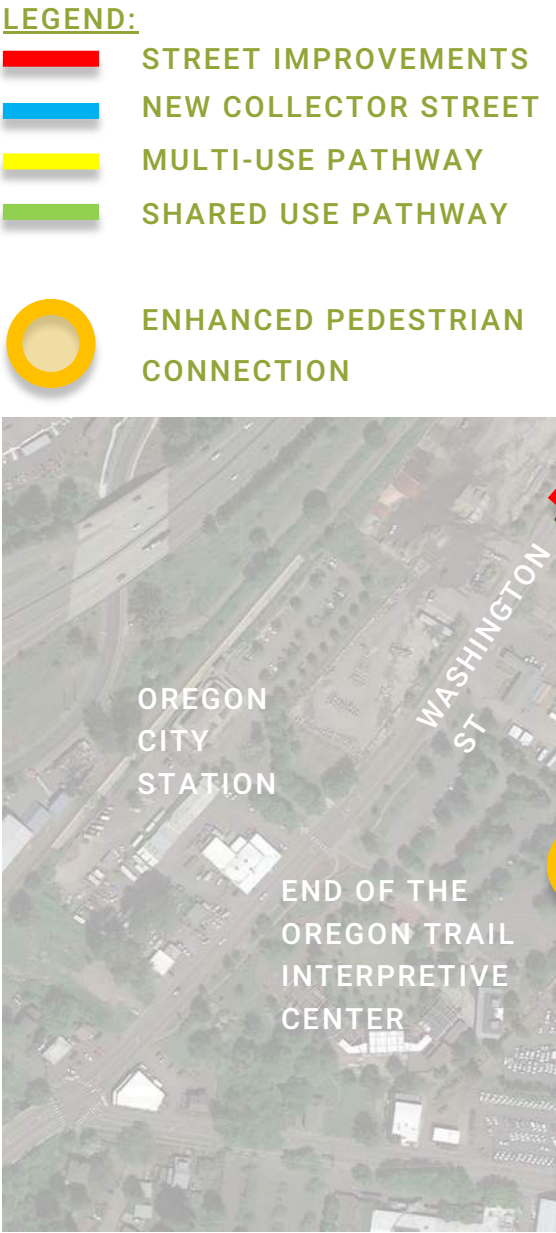 LEGEND:
STREET IMPROVEMENTS
NEW COLLECTOR STREET
MULTI-USE PATHWAY
SHARED USE PATHWAY
ENHANCED PEDESTRIAN
CONNECTION
WASHINGTON
ST
OREGON
CITY
STATION
END OF THE
OREGON TRAIL
INTERPRETIVE
CENTER